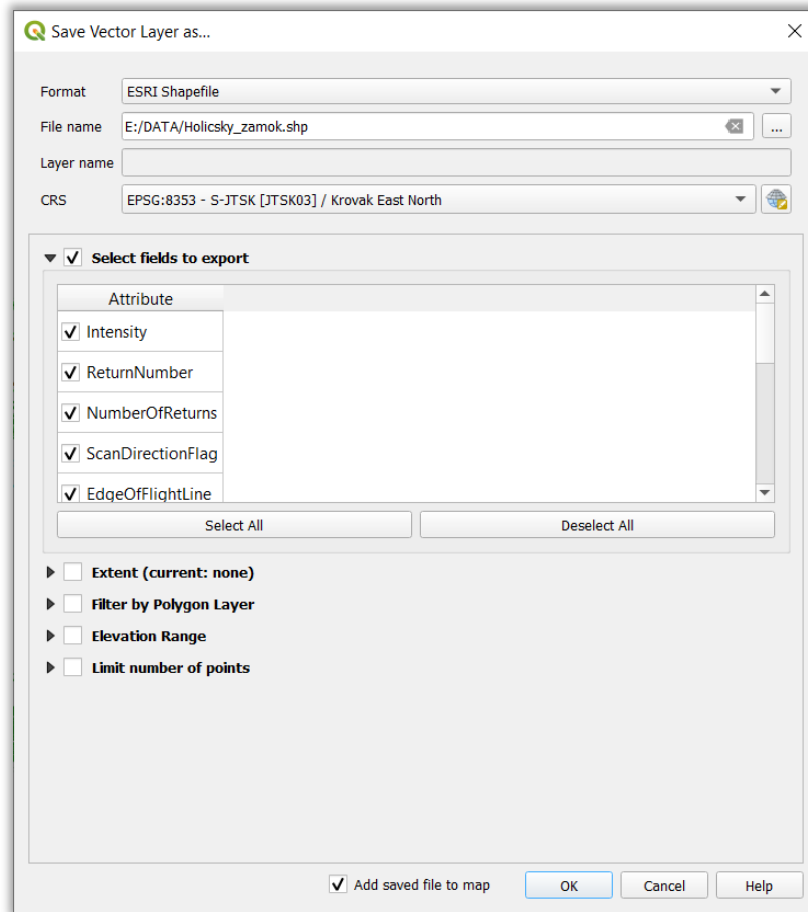 Save Vector Layer as...
Format ESRI Shapefile
File name E:/DATA/Holicsky_zamok.shp ...
Layer name
CRS EPSG:8353 - S-JTSK [JTSK03] / Krovak East North
Select fields to export
Attribute
Intensity
ReturnNumber
NumberOfReturns
ScanDirectionFlag
EdgeOfFlightLine
Select All Deselect All
Extent (current: none)
Filter by Polygon Layer
Elevation Range
Limit number of points
Add saved file to map OK Cancel Help